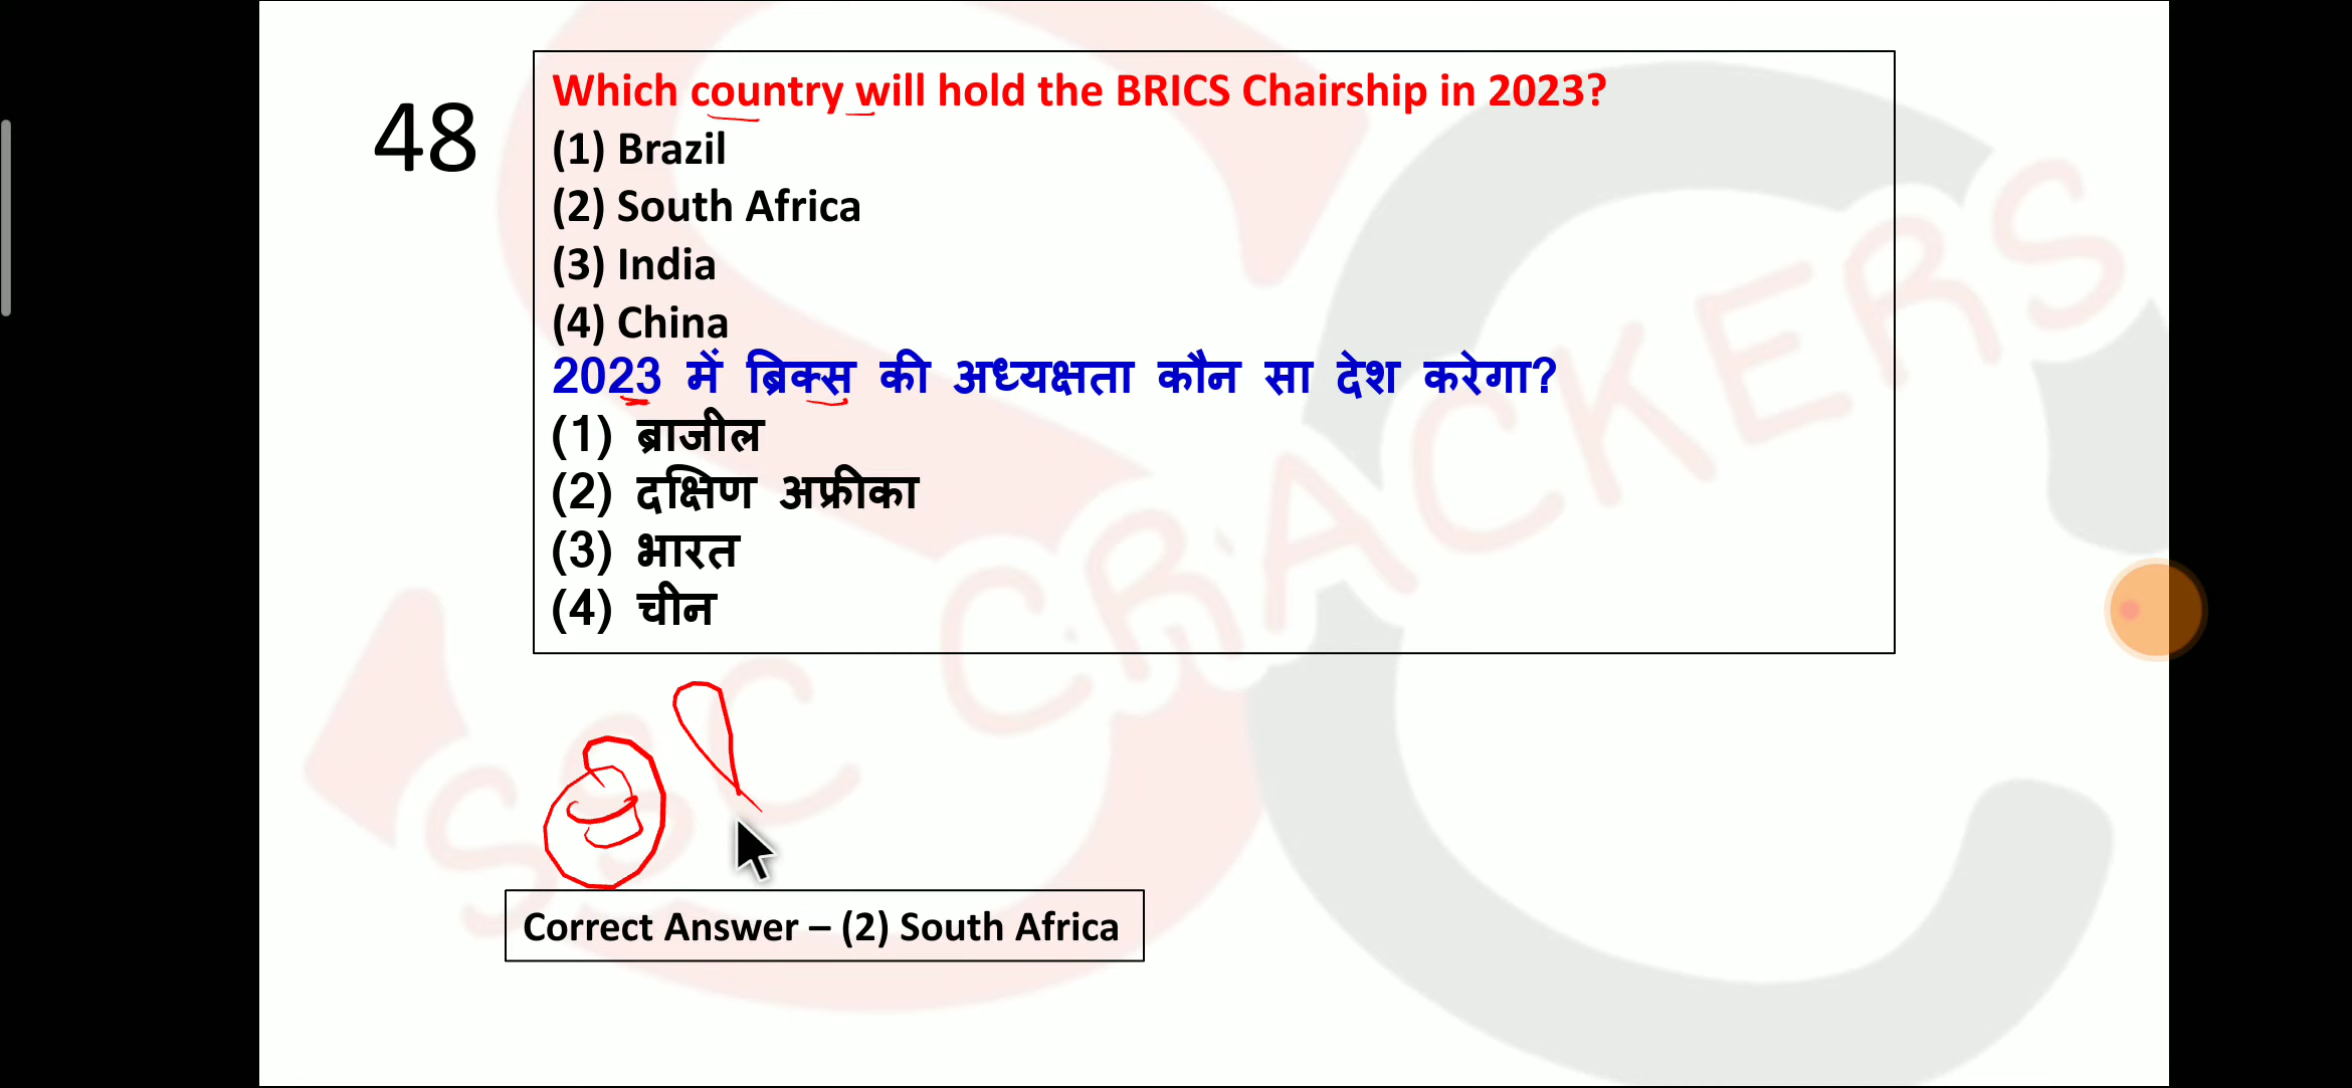 48
Which country will hold the BRICS Chairship in 2023?
(1) Brazil
(2) South Africa
(3) India
(4) China
2023 में ब्रिक्स की अध्यक्षता कौन सा देश करेगा?
(1) ब्राजील
(2) दक्षिण अफ्रीका
(3) भारत
(4) चीन
SSC CRACKERS
Correct Answer – (2) South Africa